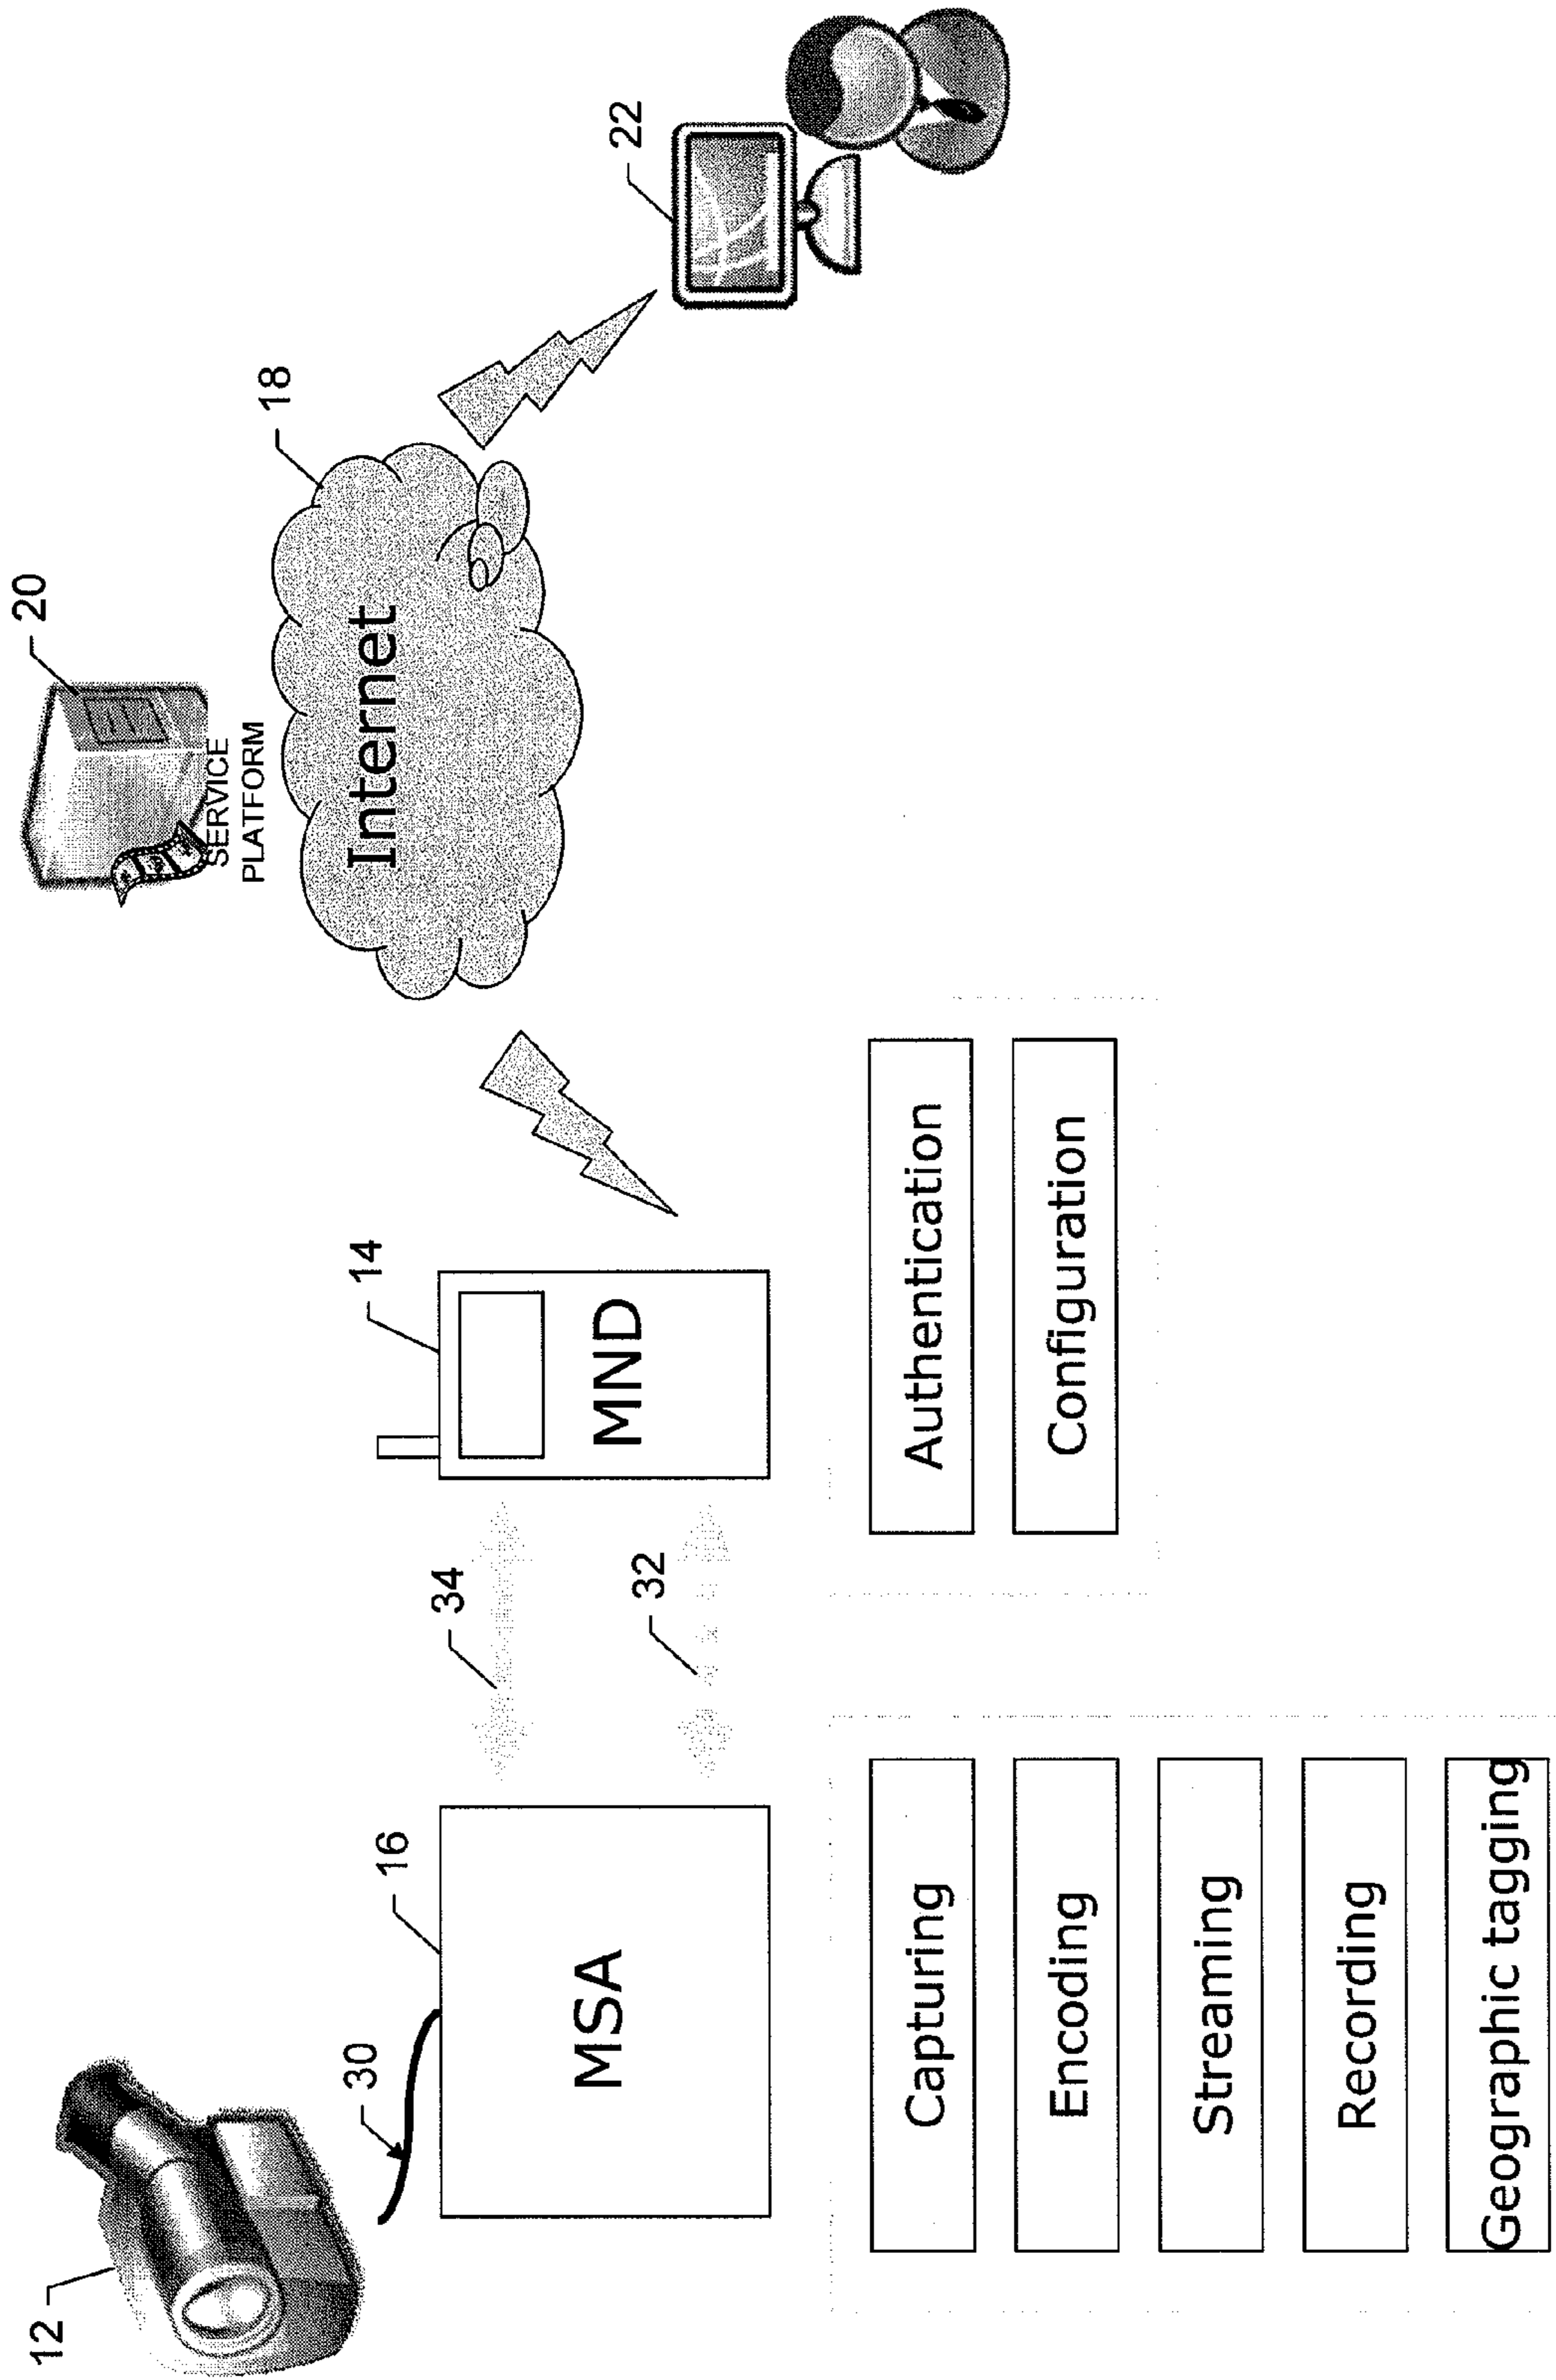 20
SERVICE
PLATFORM
18
Internet
22
12
30
16
MSA
34
32
14
MND
Capturing
Encoding
Streaming
Recording
Geographic tagging
Authentication
Configuration